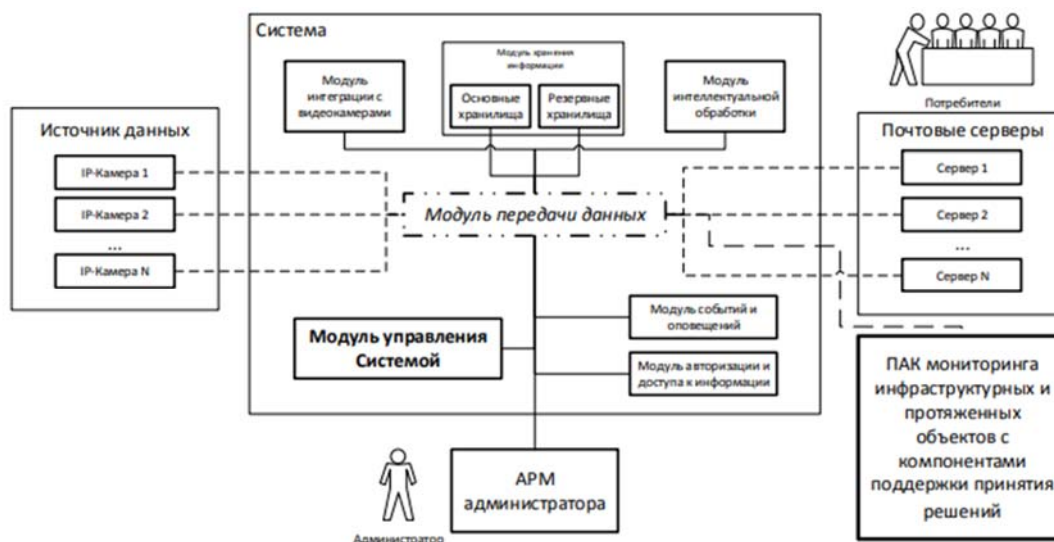 Система
Модуль
интеграции с
видеокамерами
Модуль хранения
информации
Основные
хранилища
Резервные
хранилища
Модуль
интеллектуальной
обработки
Потребители
Источник данных
IP-Камера 1
IP-Камера 2
...
IP-Камера N
Модуль передачи данных
Почтовые серверы
Сервер 1
Сервер 2
...
Сервер N
Модуль управления
Системой
Модуль событий и
оповещений
Модуль авторизации и
доступа к информации
ПАК мониторинга
инфраструктурных и
протяженных
объектов с
компонентами
поддержки принятия
решений
АРМ
администратора
Администратор